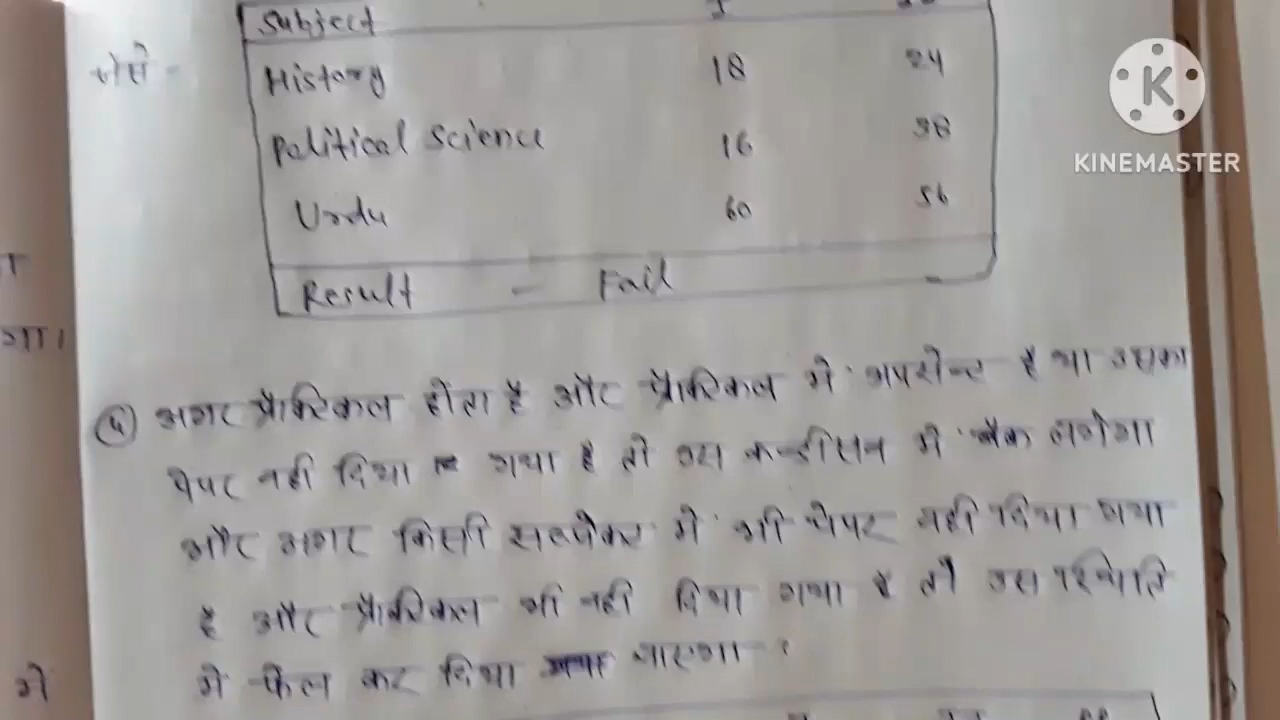 Subject I II
जैसे - History 18 24
Political Science 16 38
Urdu 60 56
Result - Fail -
गा।
④ अगर प्रैक्टिकल होता है और प्रैक्टिकल मे अपसेन्ट है या उसका
पेपर नही दिया गया है तो उस कन्डीसन मे बैक लगेगा
और अगर किसी सब्जेक्ट मे भी पेपर नही दिया गया
है और प्रैक्टिकल भी नही दिया गया है तो उस स्थिति
मे फेल कर दिया जाएगा।
मे
KINEMASTER